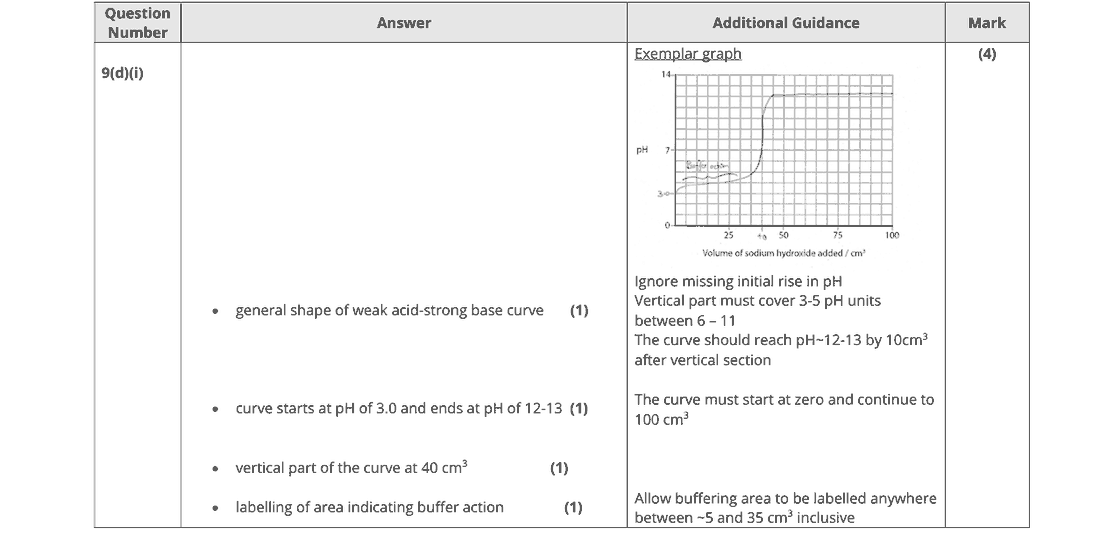 Question Number
Answer
Additional Guidance
Mark
9(d)(i)
Exemplar graph
(4)
14
pH
7
Buffer action
3.0
0
25
40
50
75
100
Volume of sodium hydroxide added / cm³
Ignore missing initial rise in pH
Vertical part must cover 3-5 pH units
between 6 – 11
• general shape of weak acid-strong base curve (1)
The curve should reach pH~12-13 by 10cm³
after vertical section
• curve starts at pH of 3.0 and ends at pH of 12-13 (1)
The curve must start at zero and continue to
100 cm³
• vertical part of the curve at 40 cm³ (1)
• labelling of area indicating buffer action (1)
Allow buffering area to be labelled anywhere
between ~5 and 35 cm³ inclusive